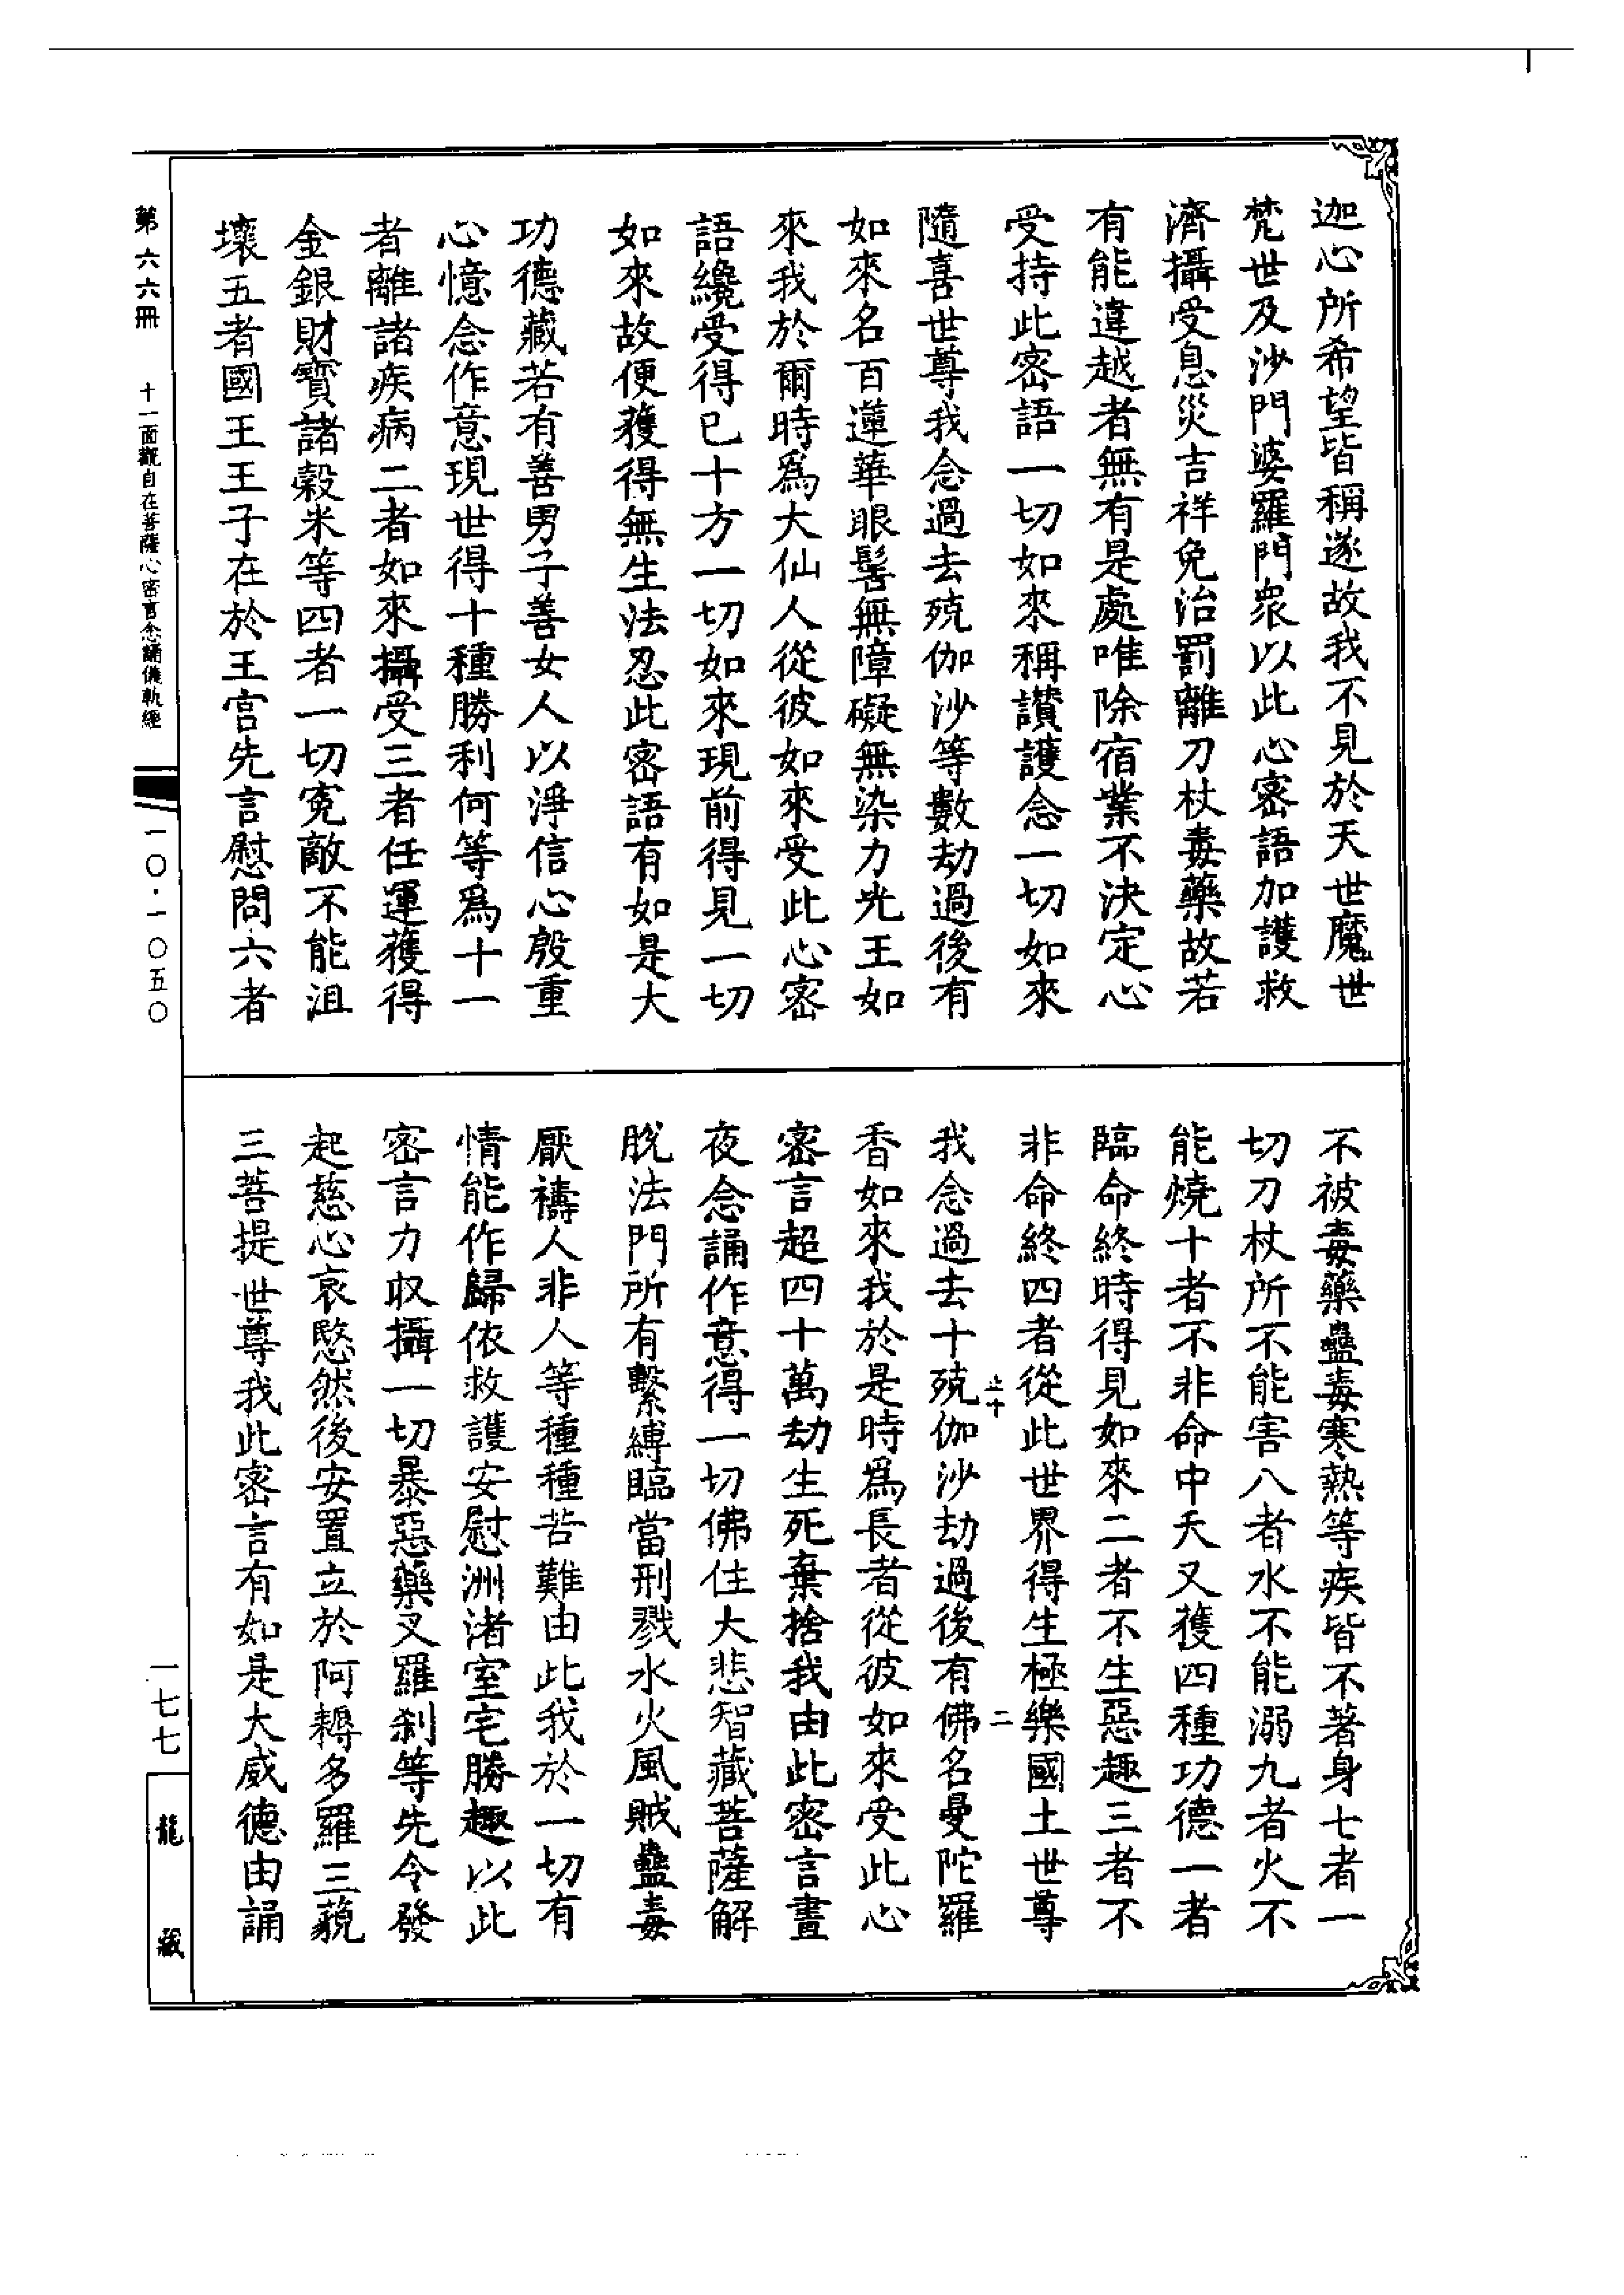 迦心所希望皆稱遂故我不見於天世魔世
梵世及沙門婆羅門衆以此心密語加護救
濟攝受息災吉祥免治罰離刀杖毒藥故若
有能違越者無有是處唯除宿業不決定心
受持此密語一切如來稱讚護念一切如來
隨喜世尊我念過去殑伽沙等數劫過後有
如來名百蓮華眼髻無障礙無染力光王如
來我於爾時爲大仙人從彼如來受此心密
語纔受得已十方一切如來現前得見一切
如來故便獲得無生法忍此密語有如是大
功德藏若有善男子善女人以淨信心殷重
心憶念作意現世得十種勝利何等爲十一
者離諸疾病二者如來攝受三者任運獲得
金銀財寶諸穀米等四者一切寃敵不能沮
壞五者國王王子在於王宫先言慰問六者
不被毒藥蠱毒寒熱等疾皆不著身七者一
切刀杖所不能害八者水不能溺九者火不
能燒十者不非命中夭又獲四種功德一者
臨命終時得見如來二者不生惡趣三者不
非命終四者從此世界得生極樂國土世尊
我念過去十殑伽沙劫過後有佛名曼陀羅
上十
二
香如來我於是時爲長者從彼如來受此心
密言超四十萬劫生死棄捨我由此密言晝
夜念誦作意得一切佛住大悲智藏菩薩解
脫法門所有繫縛臨當刑戮水火風賊蠱毒
厭禱人非人等種種苦難由此我於一切有
情能作歸依救護安慰洲渚室宅勝趣以此
密言力収攝一切暴惡藥叉羅刹等先令發
起慈心哀愍然後安置立於阿耨多羅三藐
三菩提世尊我此密言有如是大威德由誦
第六六冊
十一面觀自在菩薩心密言念誦儀軌經
一〇·一〇五〇
一七七
龍藏